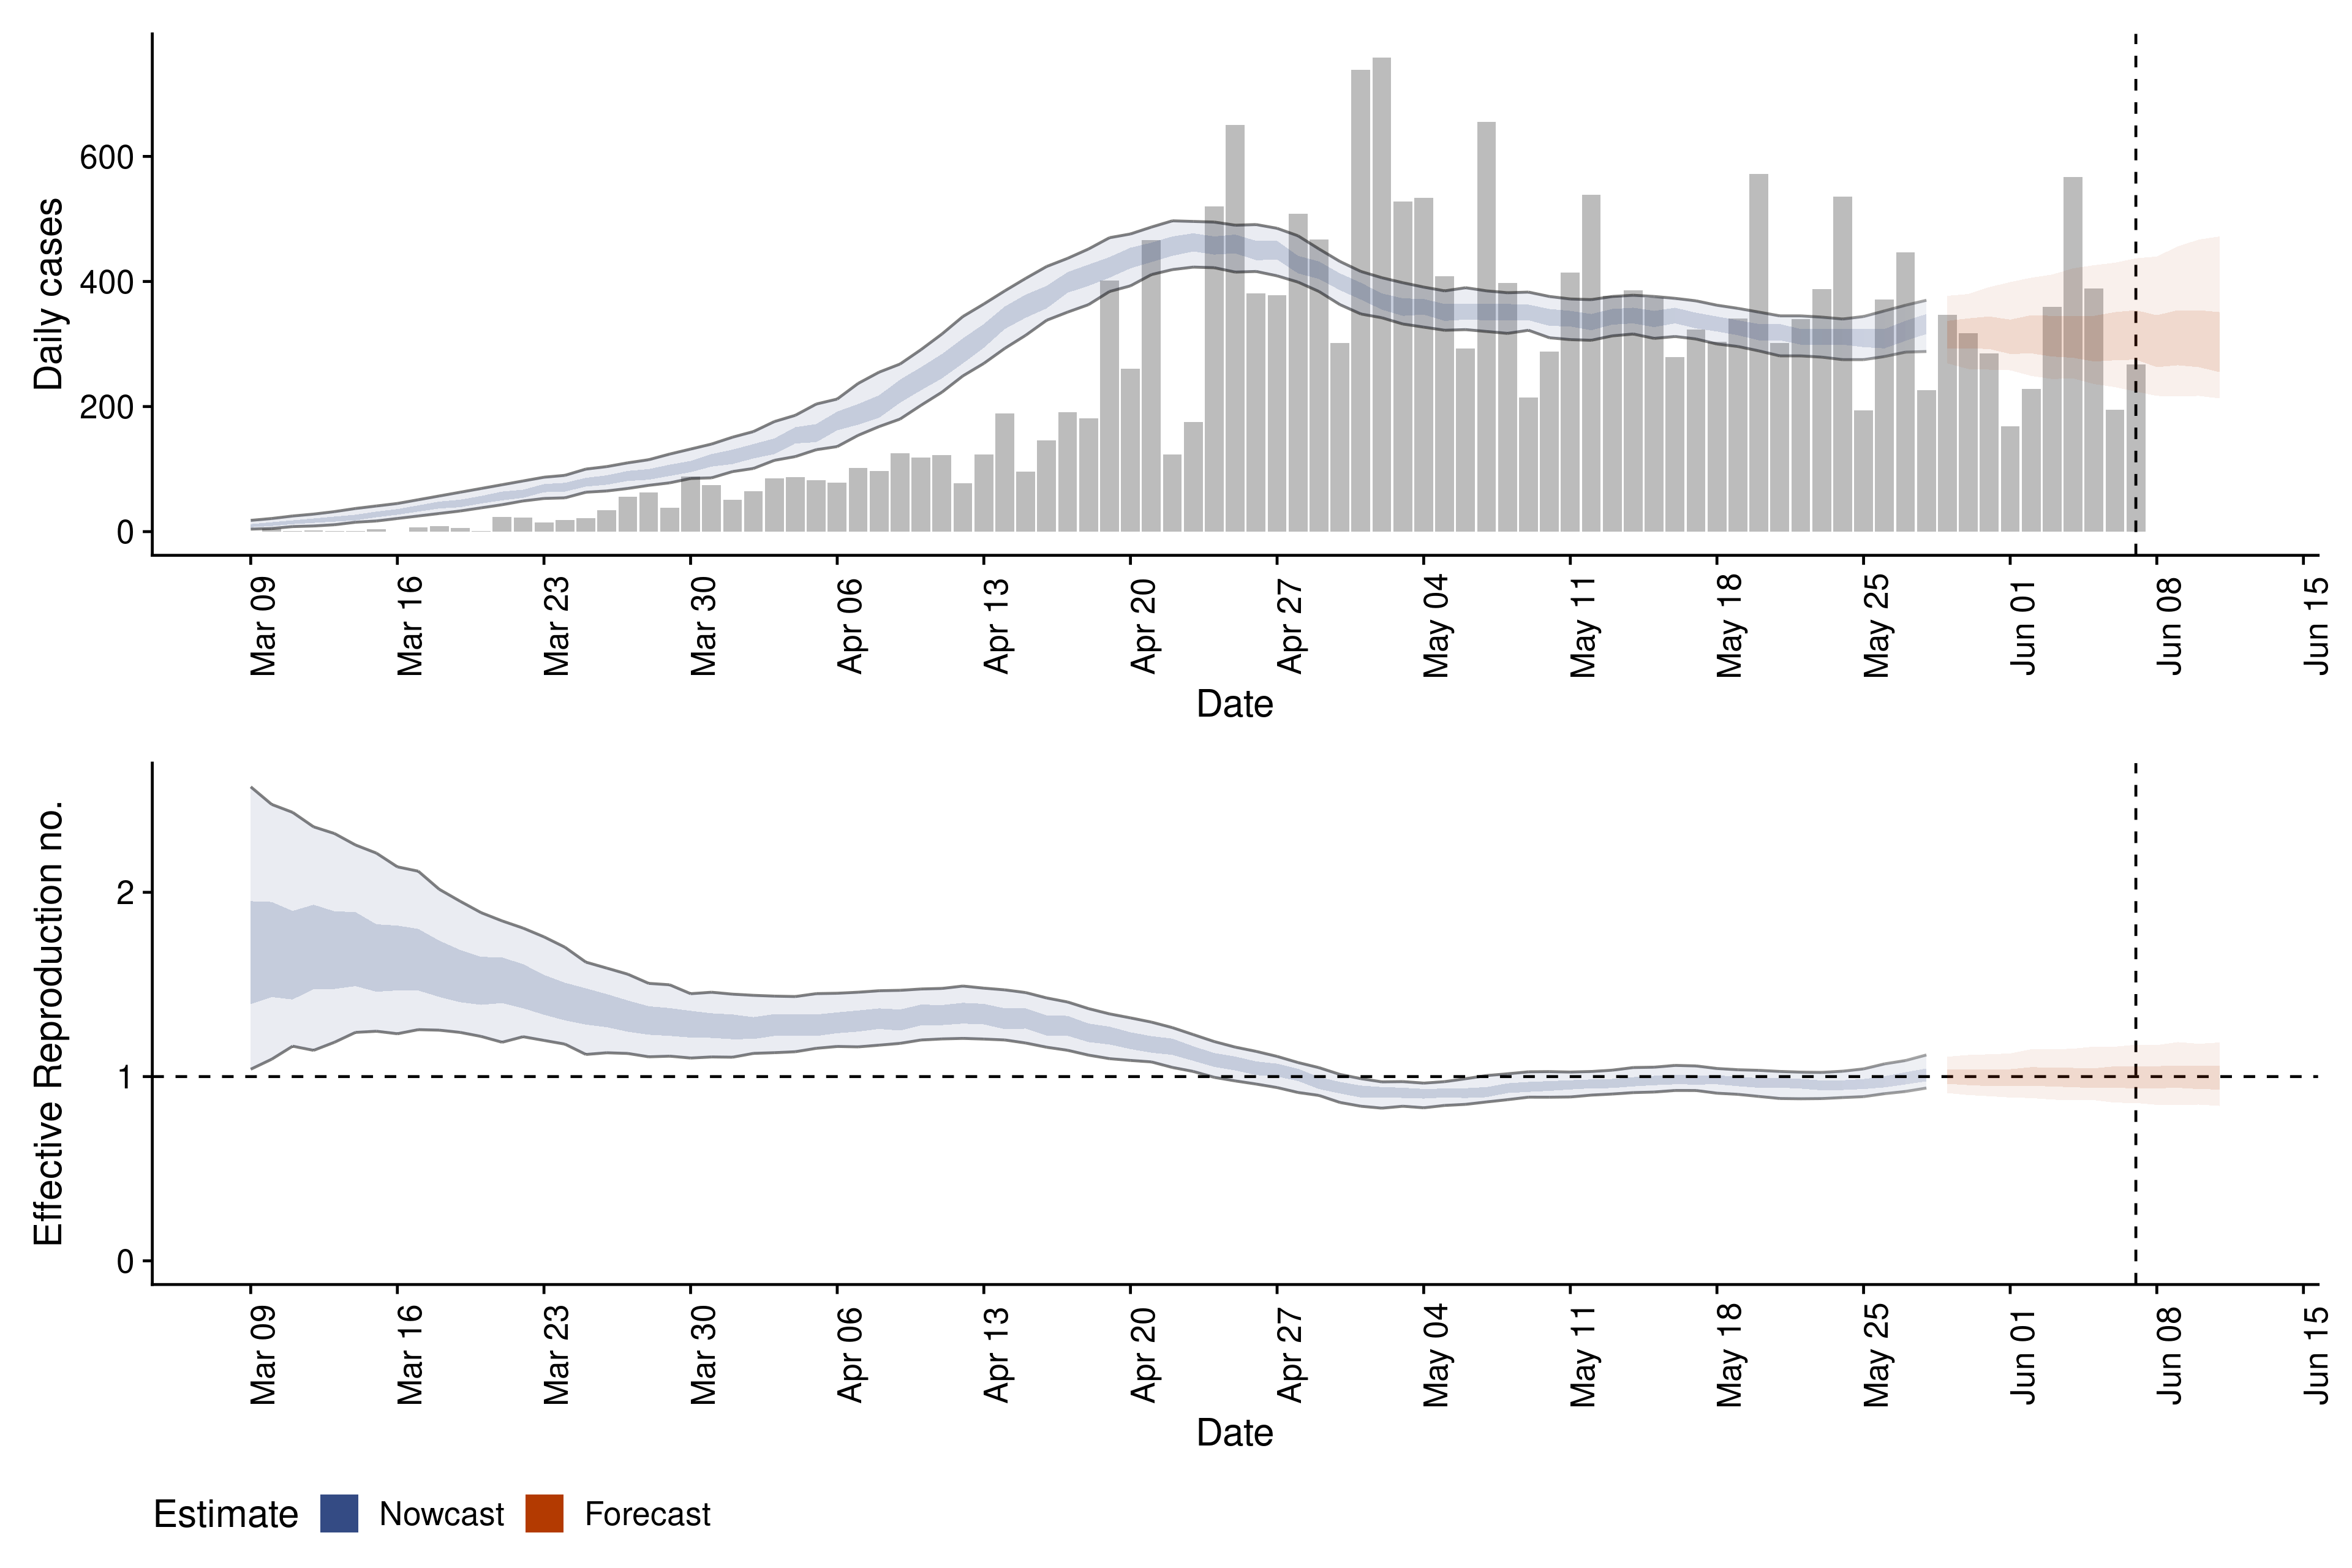 Daily cases
600
400
200
0
Mar 09 Mar 16 Mar 23 Mar 30 Apr 06 Apr 13 Apr 20 Apr 27 May 04 May 11 May 18 May 25 Jun 01 Jun 08 Jun 15
Date
Effective Reproduction no.
2
1
0
Mar 09 Mar 16 Mar 23 Mar 30 Apr 06 Apr 13 Apr 20 Apr 27 May 04 May 11 May 18 May 25 Jun 01 Jun 08 Jun 15
Date
Estimate Nowcast Forecast